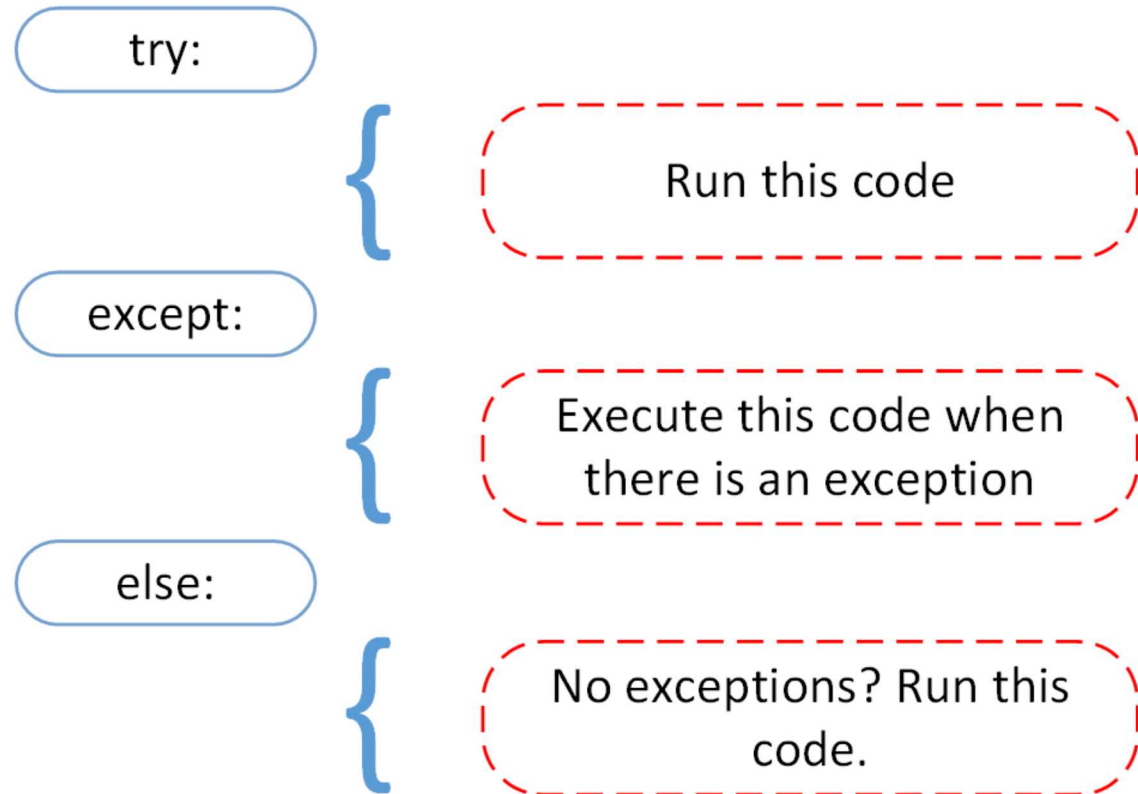 try:
Run this code
except:
Execute this code when
there is an exception
else:
No exceptions? Run this
code.